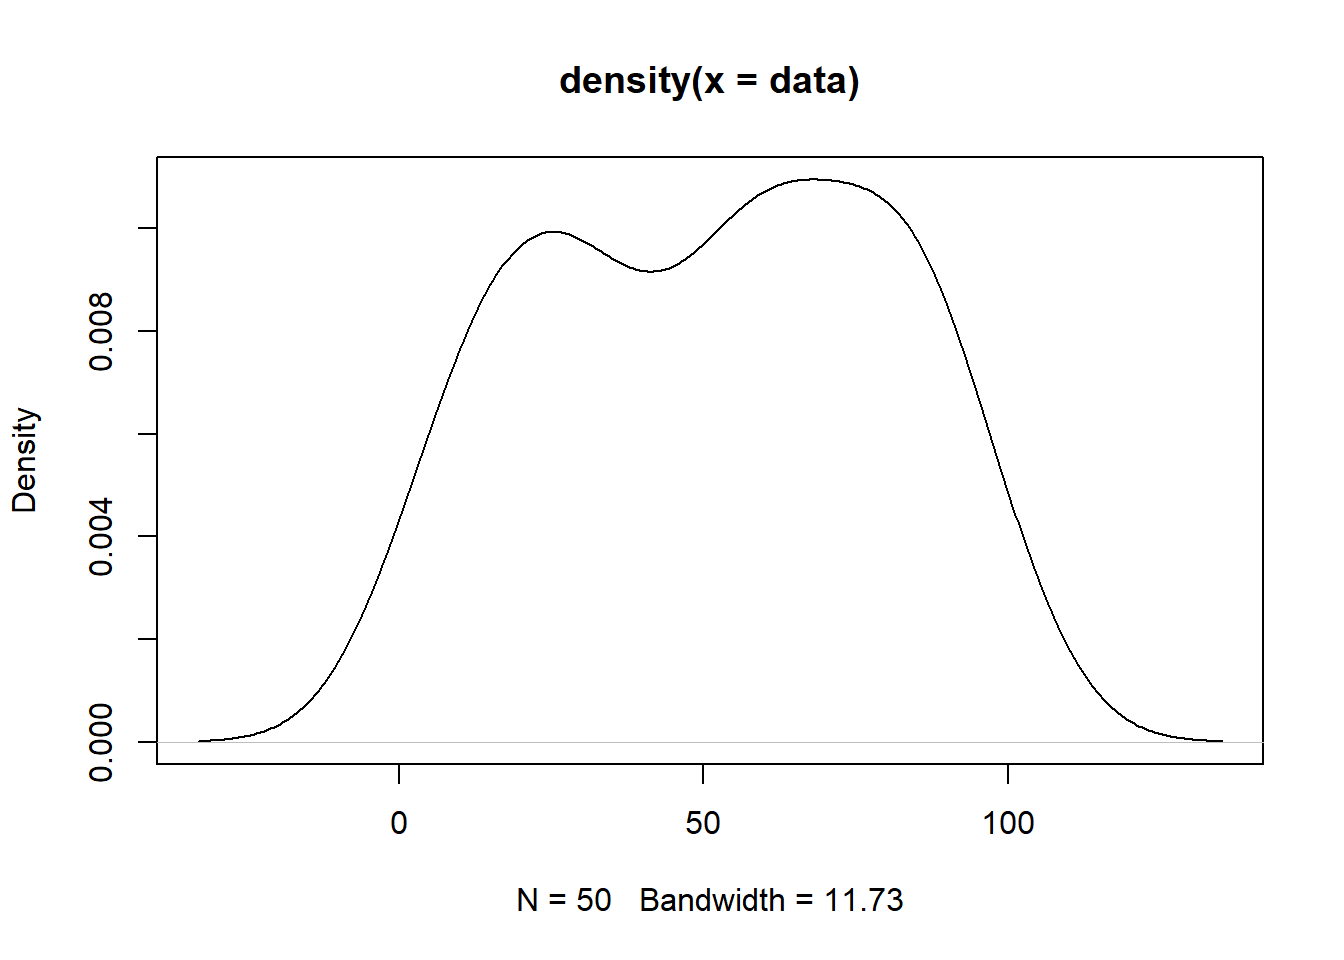 density(x = data)
Density
0.008
0.004
0.000
0 50 100
N = 50 Bandwidth = 11.73